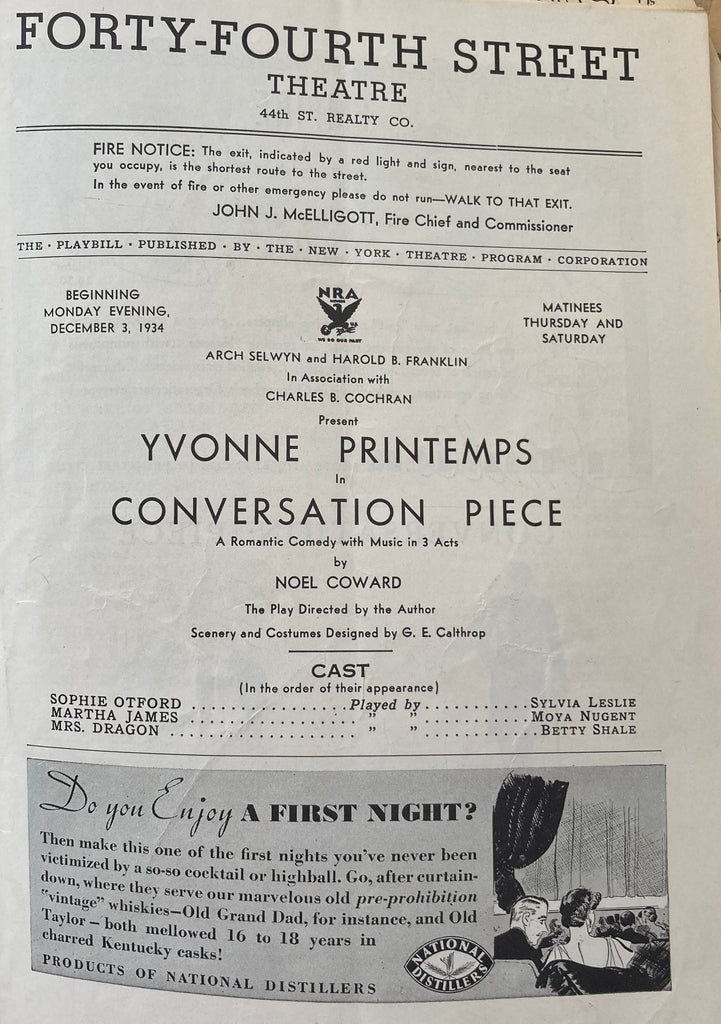 FORTY-FOURTH STREET
THEATRE
44th ST. REALTY CO.
FIRE NOTICE: The exit, indicated by a red light and sign, nearest to the seat
you occupy, is the shortest route to the street.
In the event of fire or other emergency please do not run—WALK TO THAT EXIT.
JOHN J. McELLIGOTT, Fire Chief and Commissioner
THE · PLAYBILL · PUBLISHED · BY · THE · NEW · YORK · THEATRE · PROGRAM · CORPORATION
BEGINNING
MONDAY EVENING,
DECEMBER 3, 1934
NRA
WE DO OUR PART
MATINEES
THURSDAY AND
SATURDAY
ARCH SELWYN and HAROLD B. FRANKLIN
In Association with
CHARLES B. COCHRAN
Present
YVONNE PRINTEMPS
In
CONVERSATION PIECE
A Romantic Comedy with Music in 3 Acts
by
NOEL COWARD
The Play Directed by the Author
Scenery and Costumes Designed by G. E. Calthrop
CAST
(In the order of their appearance)
SOPHIE OTFORD ..................... Played by ............ SYLVIA LESLIE
MARTHA JAMES ..................... " " ............ MOYA NUGENT
MRS. DRAGON ..................... " " ............ BETTY SHALE
Do you Enjoy A FIRST NIGHT?
Then make this one of the first nights you've never been
victimized by a so-so cocktail or highball. Go, after curtain-
down, where they serve our marvelous old pre-prohibition
"vintage" whiskies—Old Grand Dad, for instance, and Old
Taylor—both mellowed 16 to 18 years in
charred Kentucky casks!
PRODUCTS OF NATIONAL DISTILLERS
NATIONAL
DISTILLERS